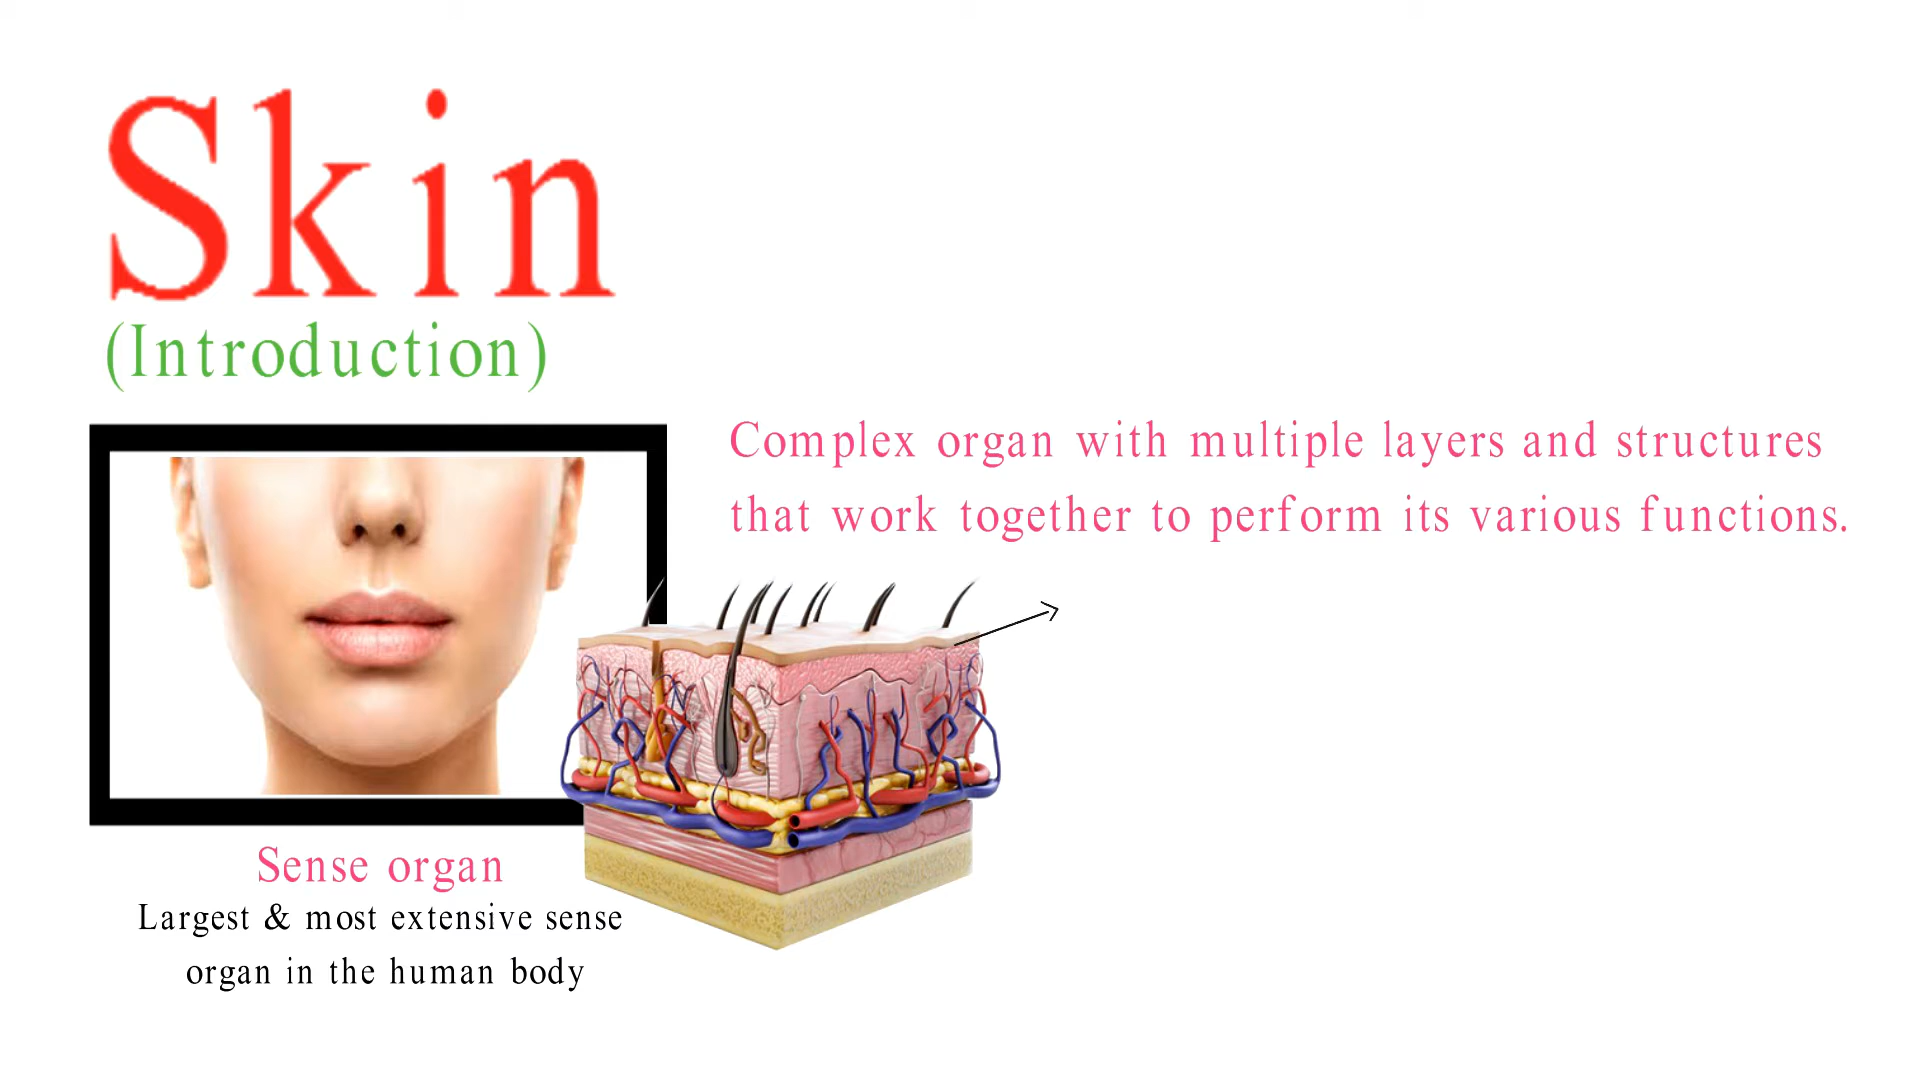 Skin
(Introduction)
Complex organ with multiple layers and structures
that work together to perform its various functions.
Sense organ
Largest & most extensive sense
organ in the human body